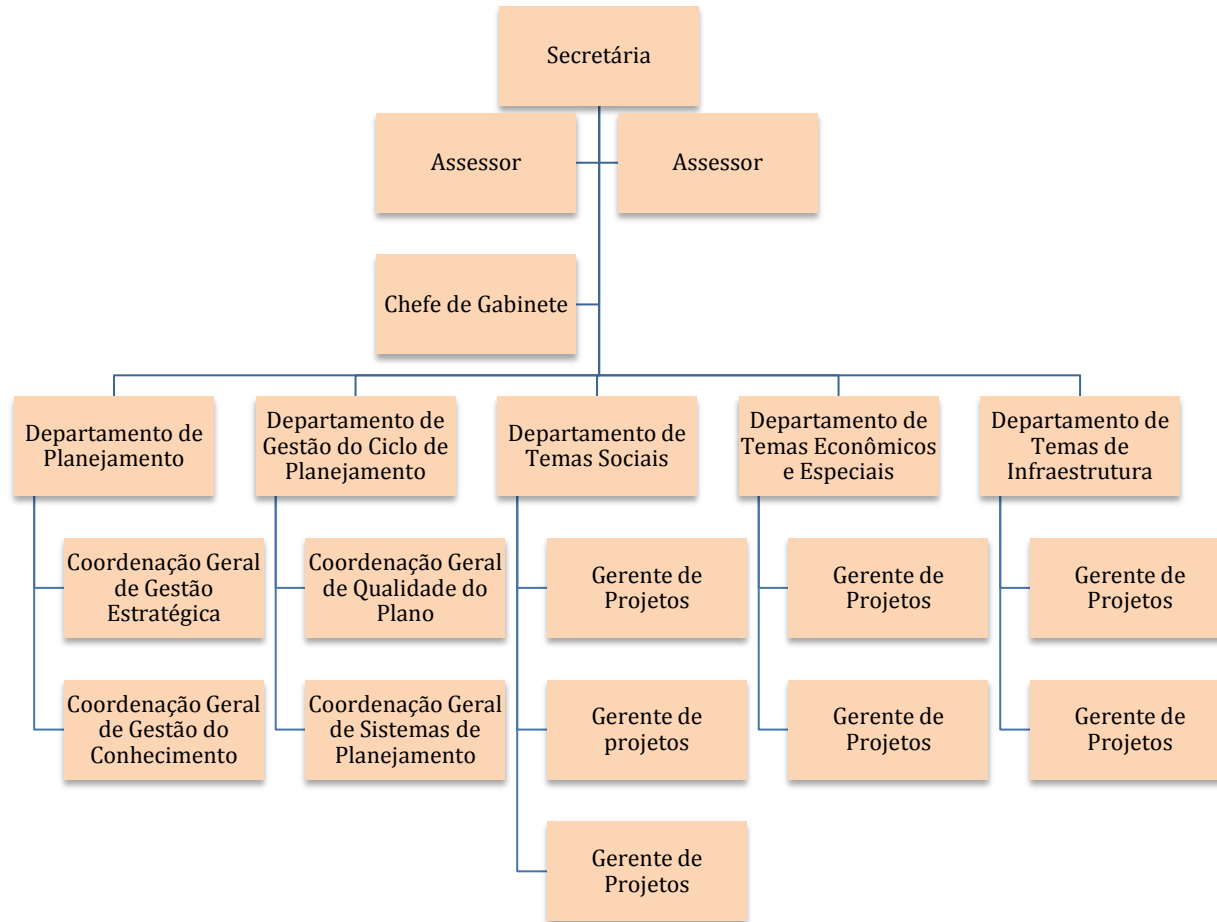 Secretária
Assessor
Assessor
Chefe de Gabinete
Departamento de
Planejamento
Departamento de
Gestão do Ciclo de
Planejamento
Departamento de
Temas Sociais
Departamento de
Temas Econômicos
e Especiais
Departamento de
Temas de
Infraestrutura
Coordenação Geral
de Gestão
Estratégica
Coordenação Geral
de Qualidade do
Plano
Gerente de
Projetos
Gerente de
Projetos
Gerente de
Projetos
Coordenação Geral
de Gestão do
Conhecimento
Coordenação Geral
de Sistemas de
Planejamento
Gerente de
projetos
Gerente de
Projetos
Gerente de
Projetos
Gerente de
Projetos